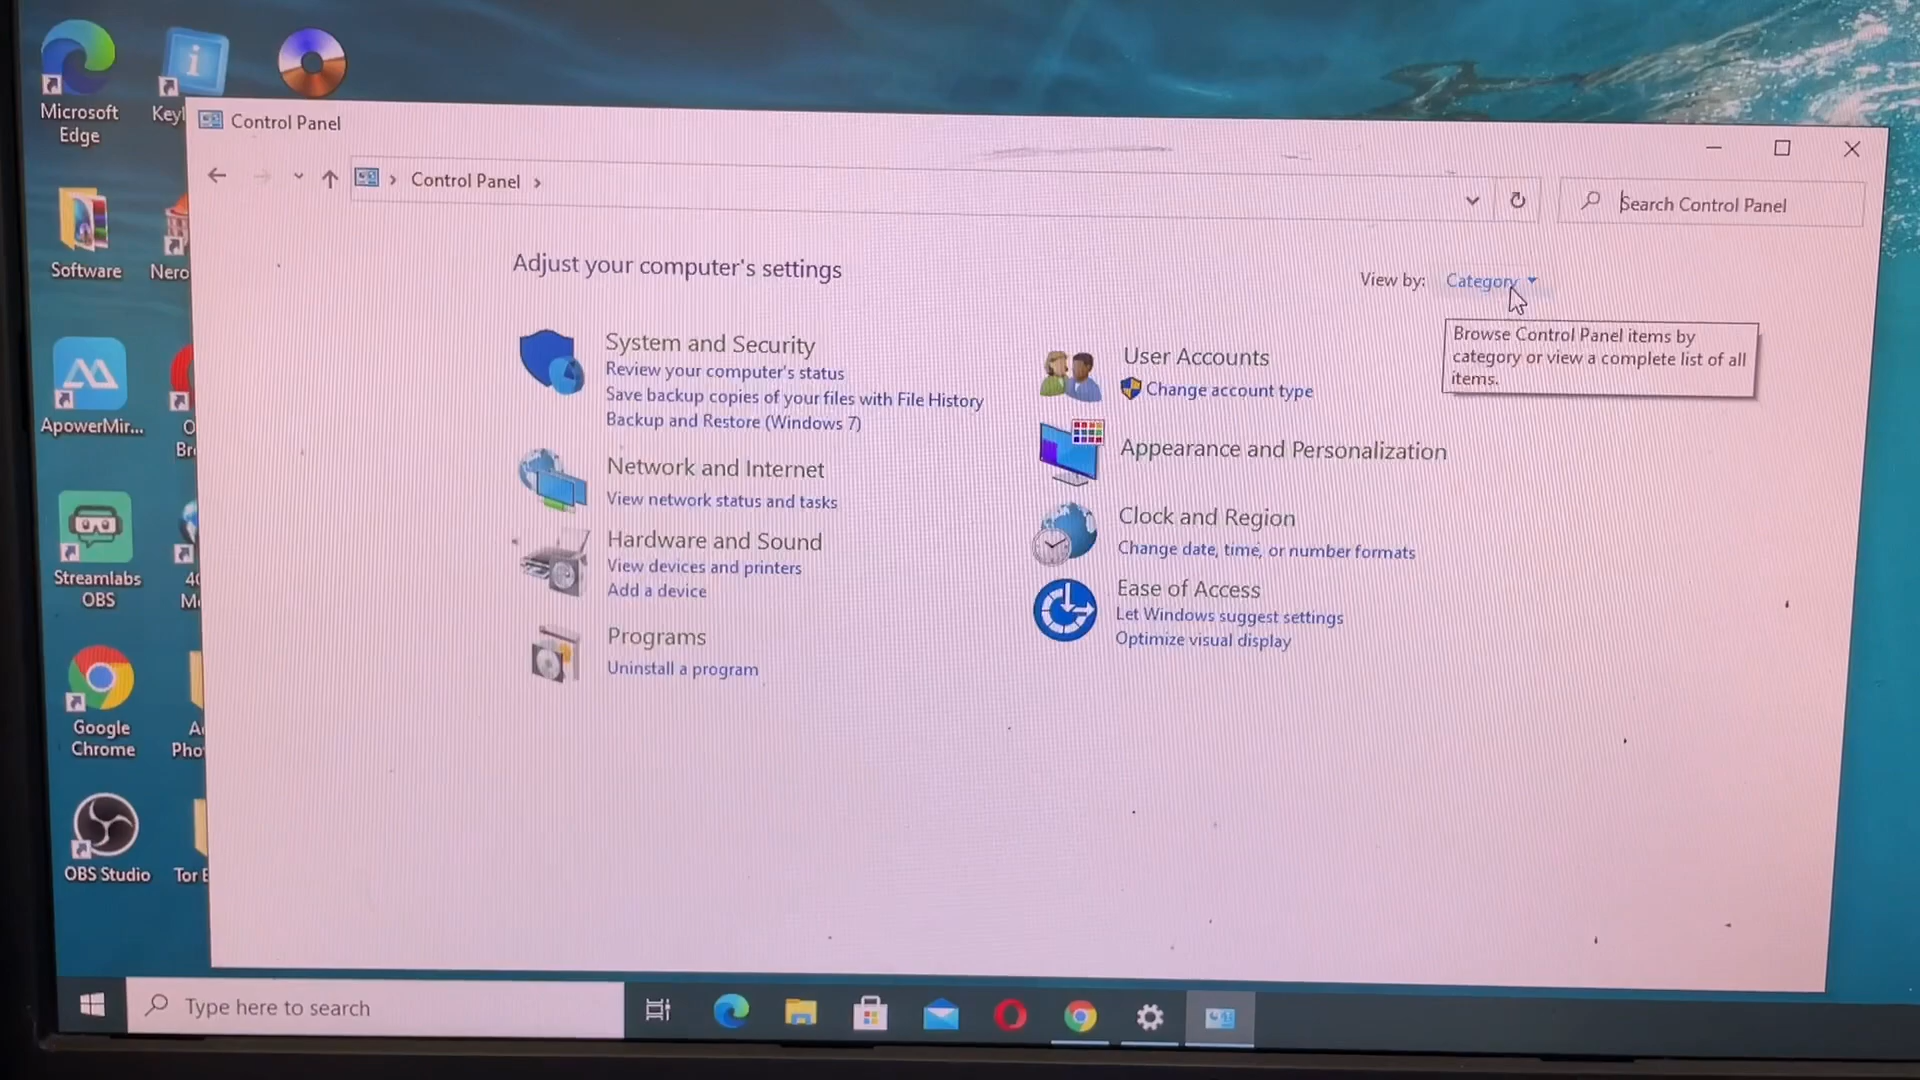 Microsoft
Edge
Control Panel
Control Panel
Search Control Panel
Adjust your computer's settings
View by: Category
Browse Control Panel items by
category or view a complete list of all
items.
System and Security
Review your computer's status
Save backup copies of your files with File History
Backup and Restore (Windows 7)
Network and Internet
View network status and tasks
Hardware and Sound
View devices and printers
Add a device
Programs
Uninstall a program
User Accounts
Change account type
Appearance and Personalization
Clock and Region
Change date, time, or number formats
Ease of Access
Let Windows suggest settings
Optimize visual display
Software
Nero
ApowerMir...
Streamlabs
OBS
Google
Chrome
OBS Studio
Tor
Type here to search